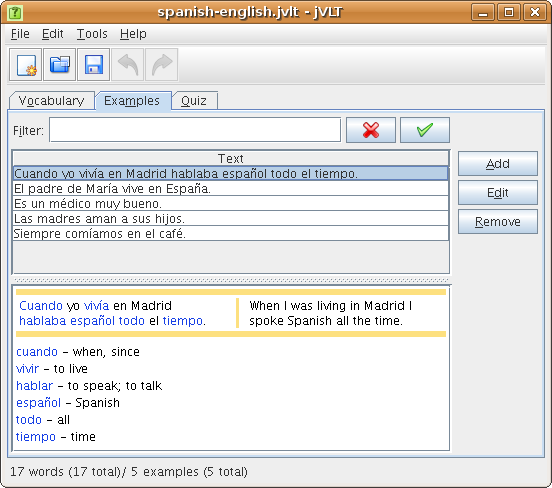 spanish-english.jvlt - jVLT
File Edit Tools Help
Vocabulary Examples Quiz
Filter:
Text
Cuando yo vivía en Madrid hablaba español todo el tiempo.
El padre de María vive en España.
Es un médico muy bueno.
Las madres aman a sus hijos.
Siempre comíamos en el café.
Add
Edit
Remove
Cuando yo vivía en Madrid
hablaba español todo el tiempo.
When I was living in Madrid I
spoke Spanish all the time.
cuando – when, since
vivir – to live
hablar – to speak; to talk
español – Spanish
todo – all
tiempo – time
17 words (17 total)/ 5 examples (5 total)